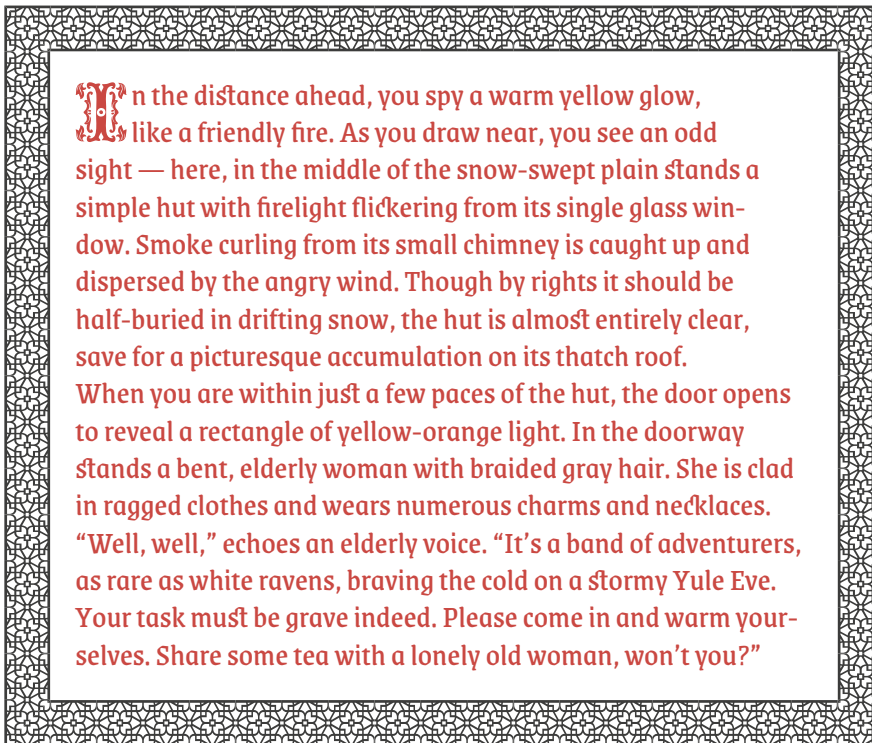 In the distance ahead, you spy a warm yellow glow,
like a friendly fire. As you draw near, you see an odd
sight — here, in the middle of the snow-swept plain stands a
simple hut with firelight flickering from its single glass win-
dow. Smoke curling from its small chimney is caught up and
dispersed by the angry wind. Though by rights it should be
half-buried in drifting snow, the hut is almost entirely clear,
save for a picturesque accumulation on its thatch roof.
When you are within just a few paces of the hut, the door opens
to reveal a rectangle of yellow-orange light. In the doorway
stands a bent, elderly woman with braided gray hair. She is clad
in ragged clothes and wears numerous charms and necklaces.
“Well, well,” echoes an elderly voice. “It’s a band of adventurers,
as rare as white ravens, braving the cold on a stormy Yule Eve.
Your task must be grave indeed. Please come in and warm your-
selves. Share some tea with a lonely old woman, won’t you?”